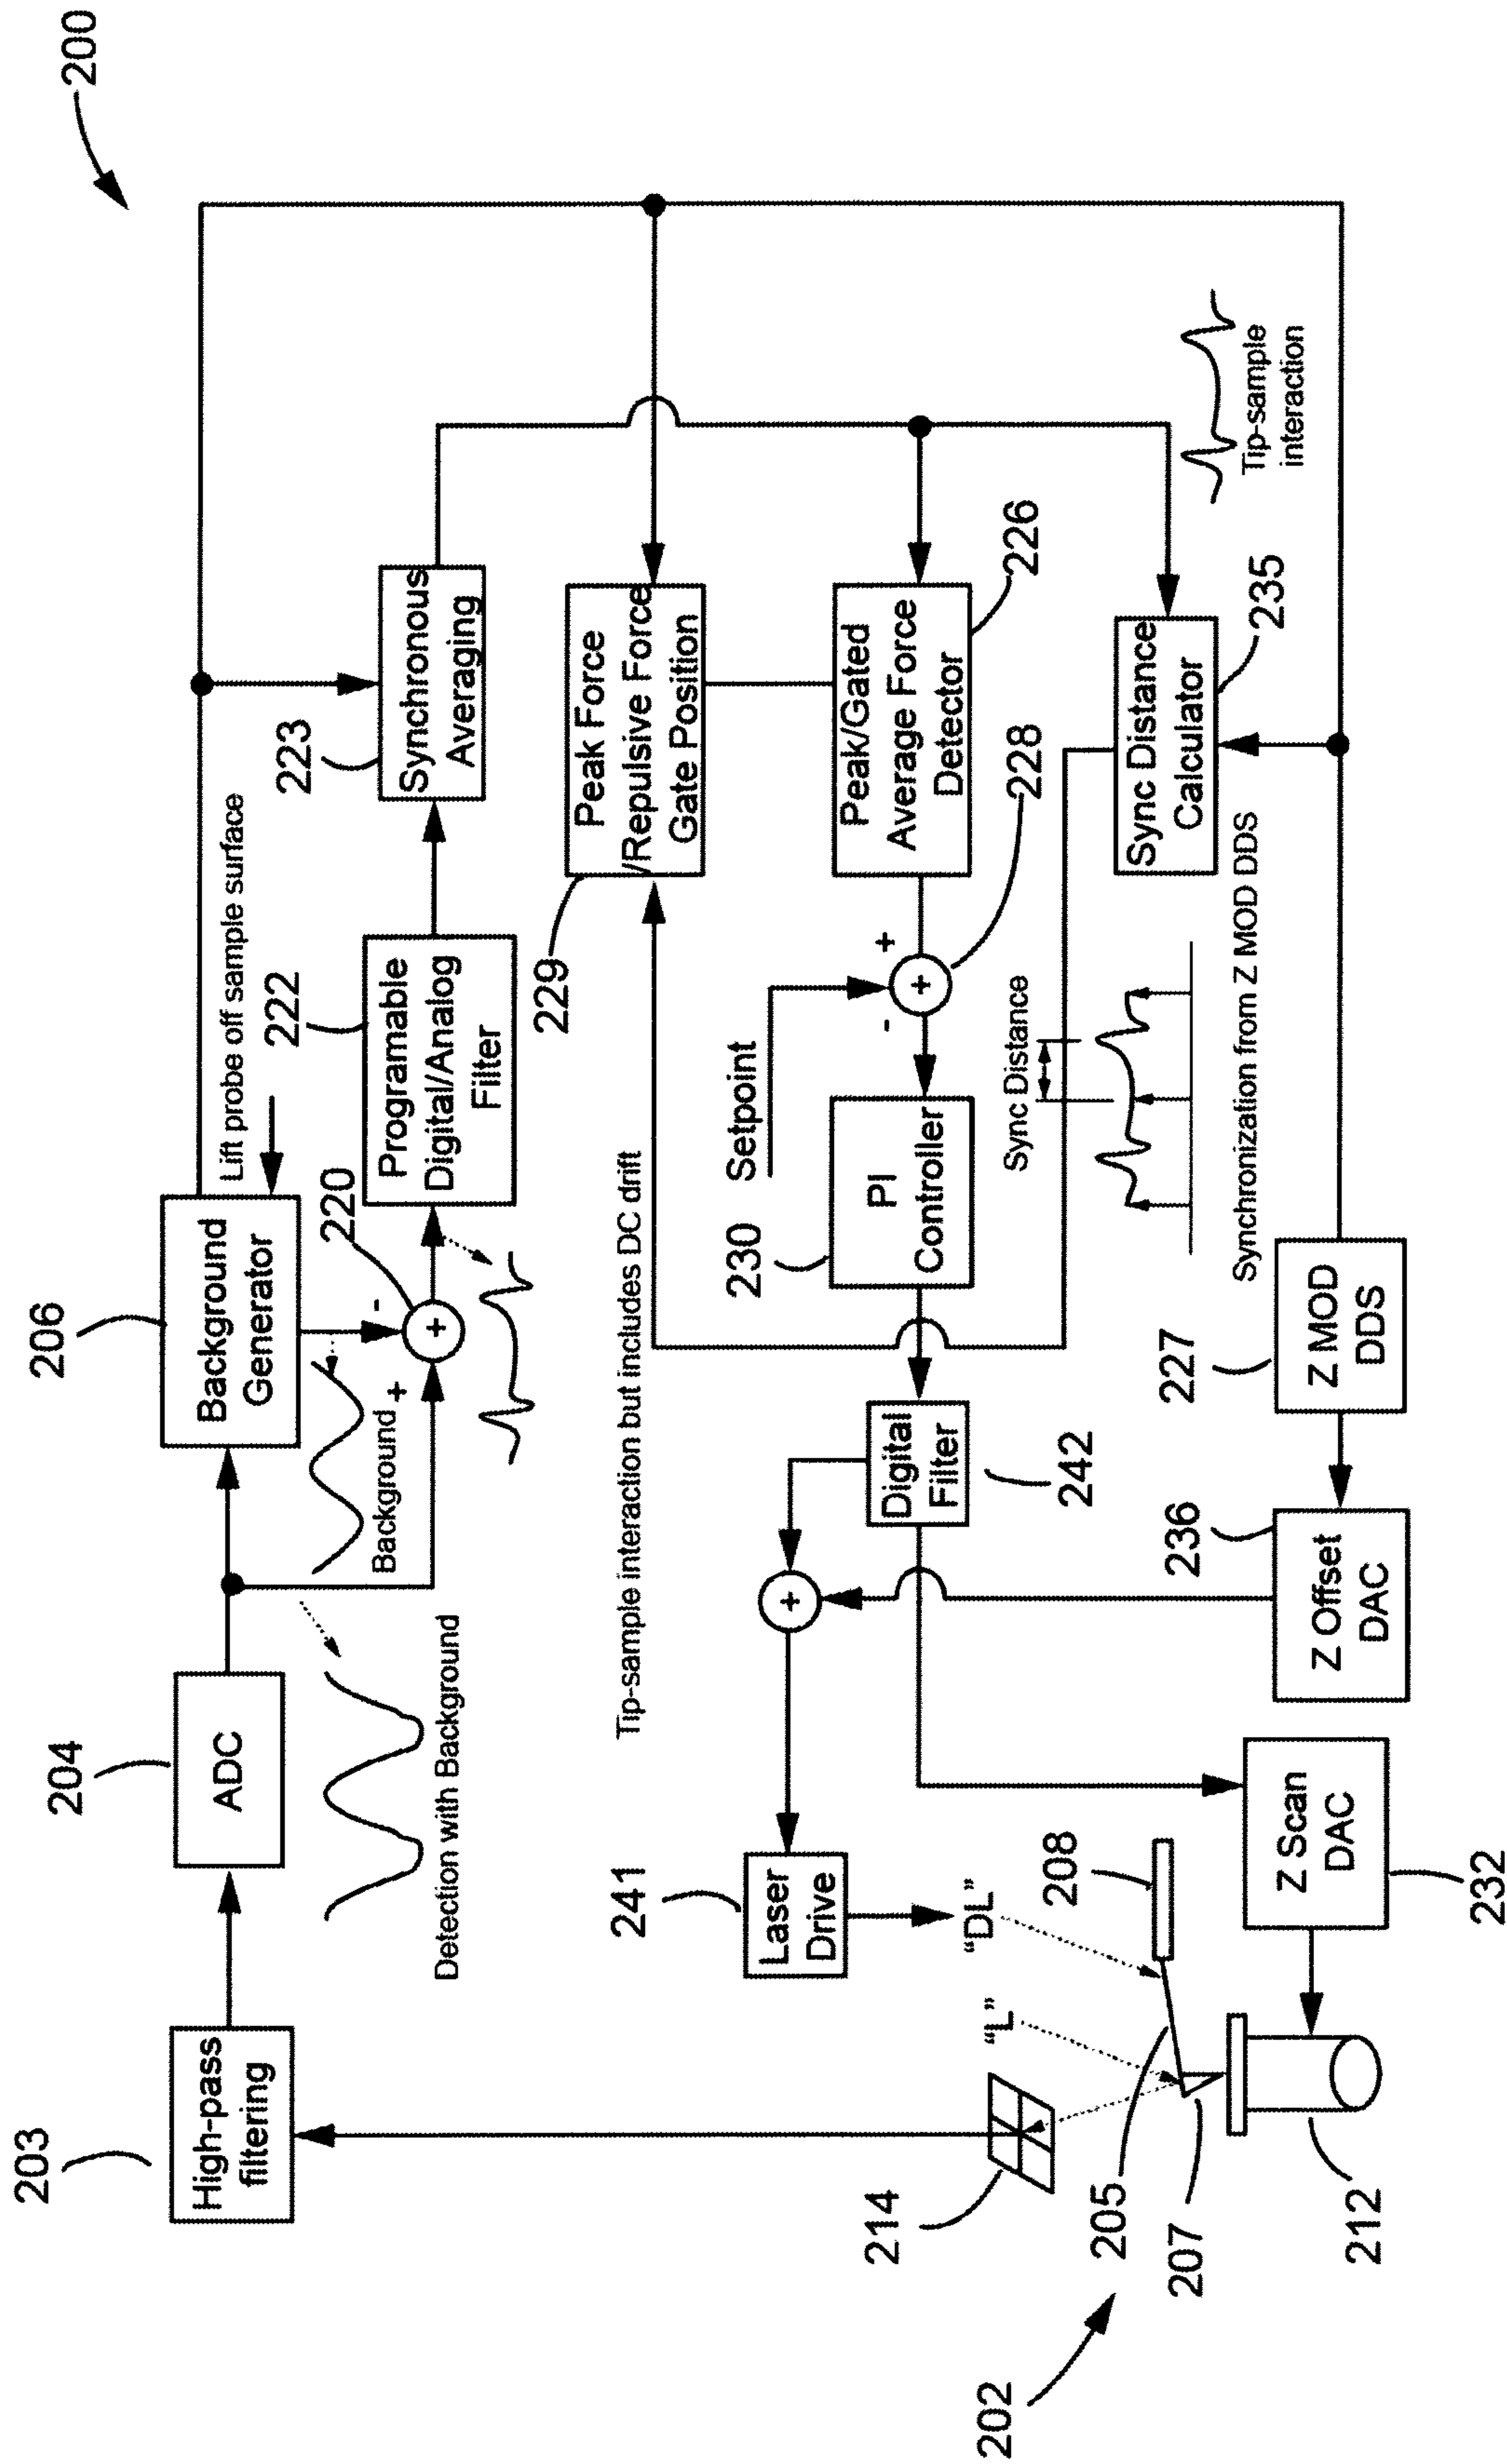 200
206
Background
Generator
Lift probe off sample surface
204
ADC
203
High-pass
filtering
Background
+
-
+
220
222
Programable
Digital/Analog
Filter
223
Synchronous
Averaging
Detection with Background
Tip-sample interaction but includes DC drift
229
Peak Force
/Repulsive Force
Gate Position
Setpoint
-
+
+
228
Peak/Gated
Average Force
Detector
226
230
PI
Controller
Digital
Filter
242
+
241
Laser
Drive
"DL"
"L"
214
202
205
207
208
212
Sync Distance
Synchronization from Z MOD DDS
Sync Distance
Calculator
235
Tip-sample
interaction
227
Z MOD
DDS
236
Z Offset
DAC
Z Scan
DAC
232